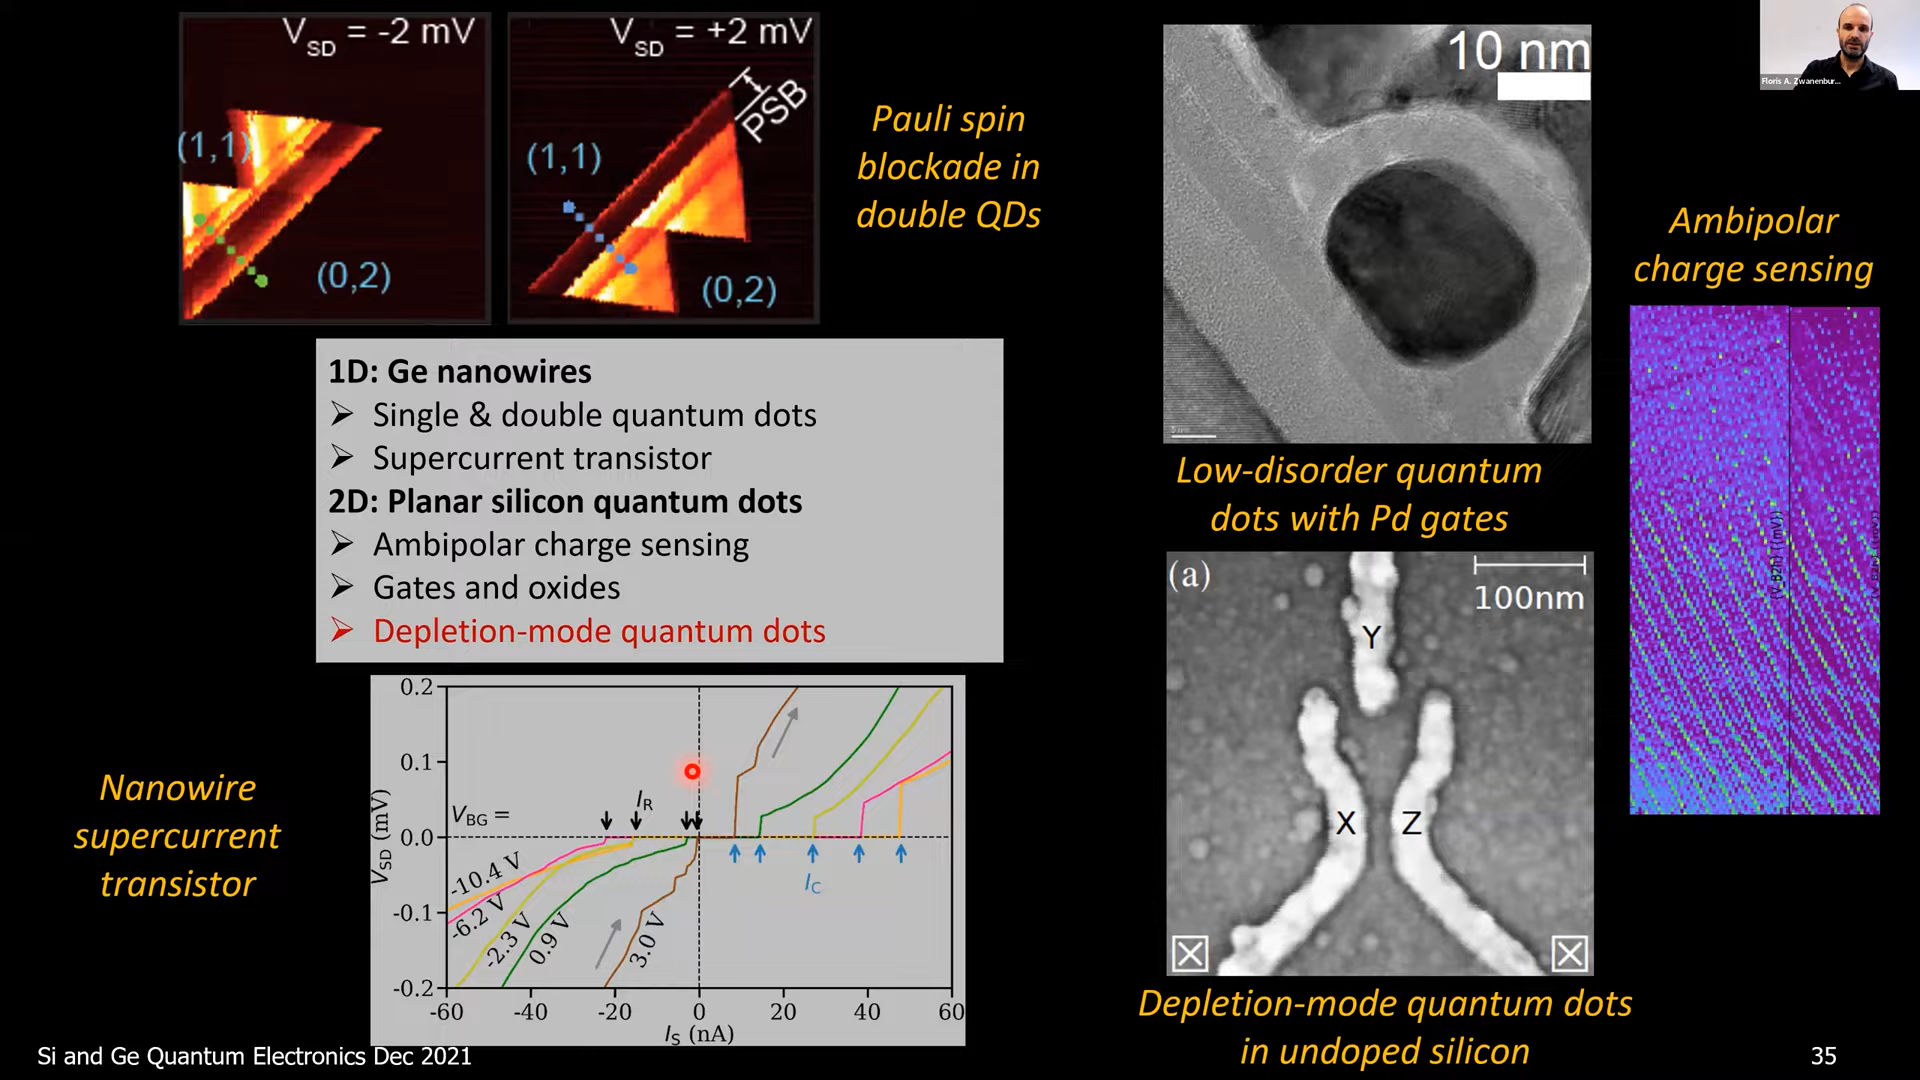 V_SD = -2 mV
(1,1)
(0,2)
V_SD = +2 mV
PSB
(1,1)
(0,2)
Pauli spin
blockade in
double QDs
10 nm
Floris A. Zwanenbur...
Ambipolar
charge sensing
1D: Ge nanowires
➢ Single & double quantum dots
➢ Supercurrent transistor
2D: Planar silicon quantum dots
➢ Ambipolar charge sensing
➢ Gates and oxides
➢ Depletion-mode quantum dots
Low-disorder quantum
dots with Pd gates
(a)
100nm
Y
X
Z
Depletion-mode quantum dots
in undoped silicon
Nanowire
supercurrent
transistor
V_SD (mV)
0.2
0.1
0.0
-0.1
-0.2
V_BG =
I_R
I_C
-10.4 V
-6.2 V
-2.3 V
0.9 V
3.0 V
-60 -40 -20 0 20 40 60
I_S (nA)
Si and Ge Quantum Electronics Dec 2021
35